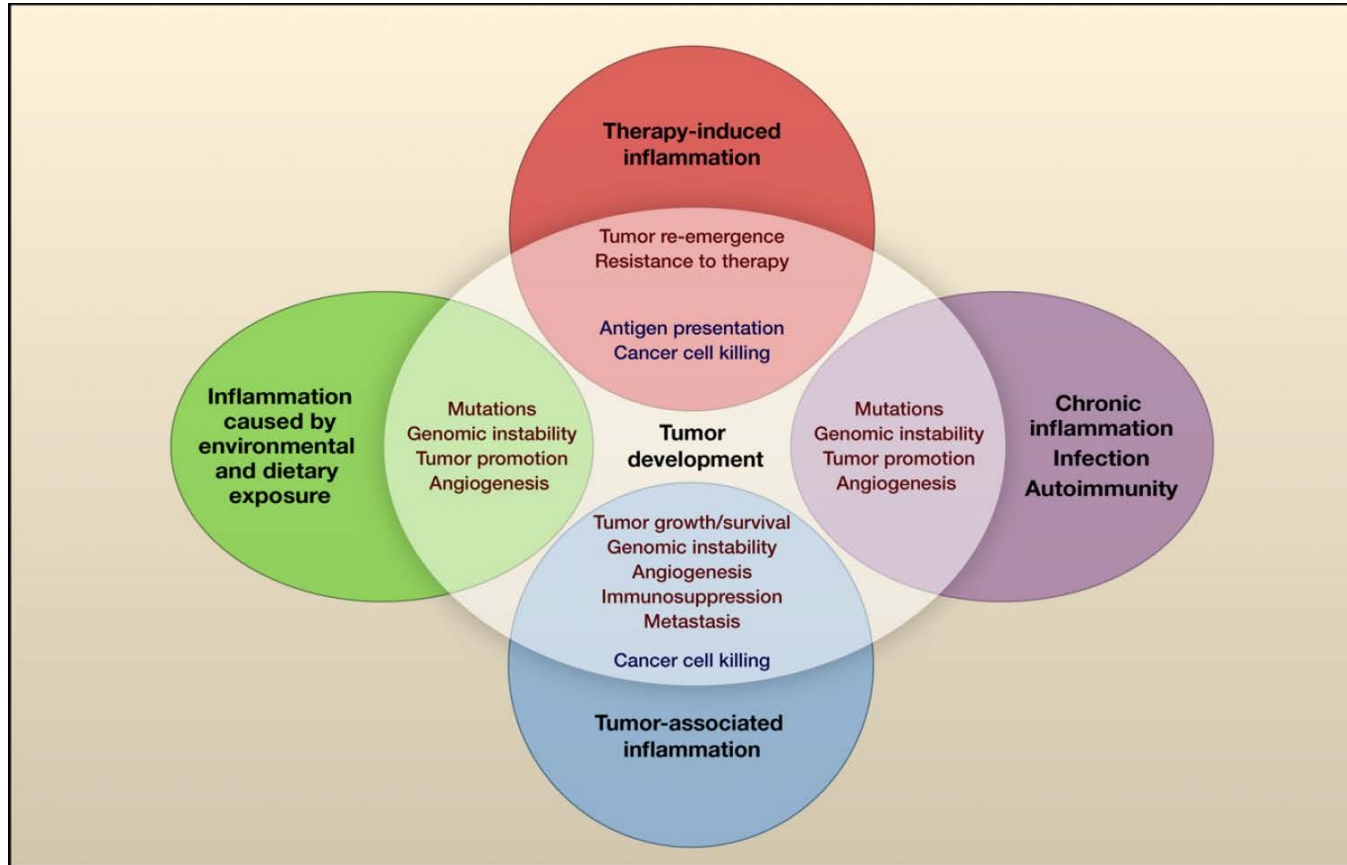 Therapy-induced
inflammation
Tumor re-emergence
Resistance to therapy
Antigen presentation
Cancer cell killing
Inflammation
caused by
environmental
and dietary
exposure
Mutations
Genomic instability
Tumor promotion
Angiogenesis
Tumor
development
Mutations
Genomic instability
Tumor promotion
Angiogenesis
Chronic
inflammation
Infection
Autoimmunity
Tumor growth/survival
Genomic instability
Angiogenesis
Immunosuppression
Metastasis
Cancer cell killing
Tumor-associated
inflammation